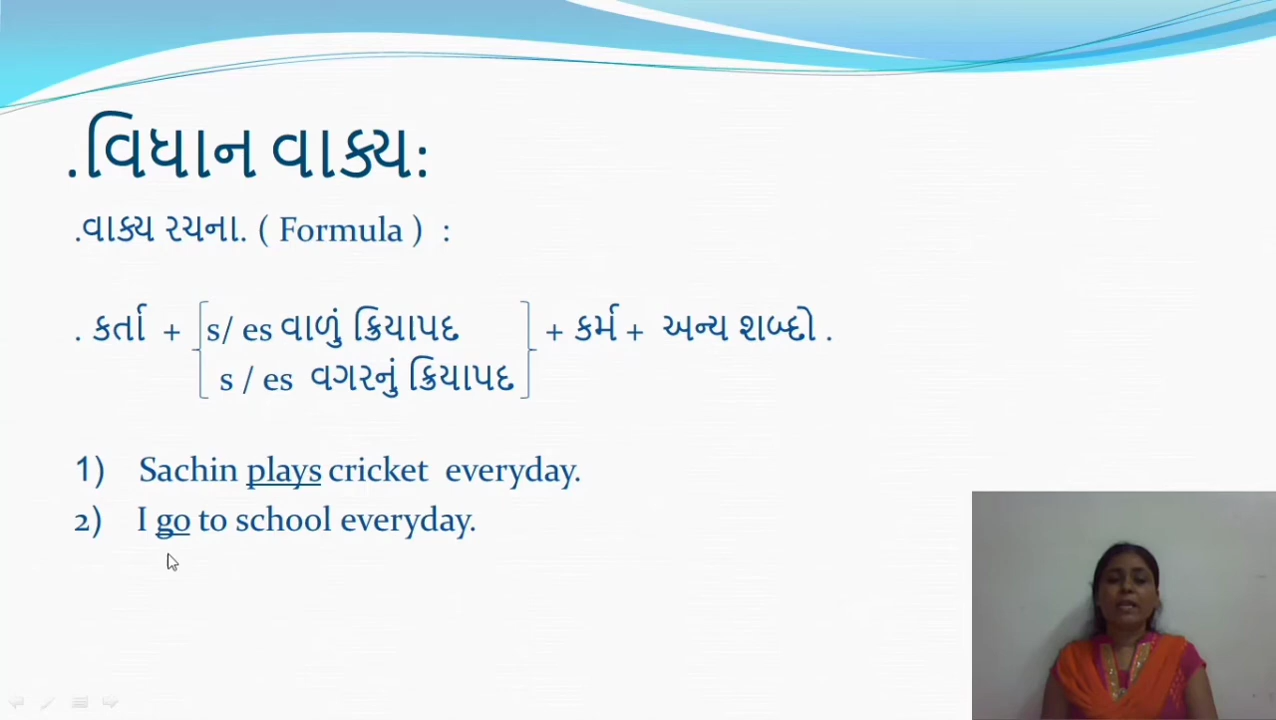 .વિધાન વાક્ય:
.વાક્ય રચના. ( Formula ) :
. કર્તા + s/ es વાળું ક્રિયાપદ + કર્મ + અન્ય શબ્દો .
s / es વગરનું ક્રિયાપદ
1) Sachin plays cricket everyday.
2) I go to school everyday.